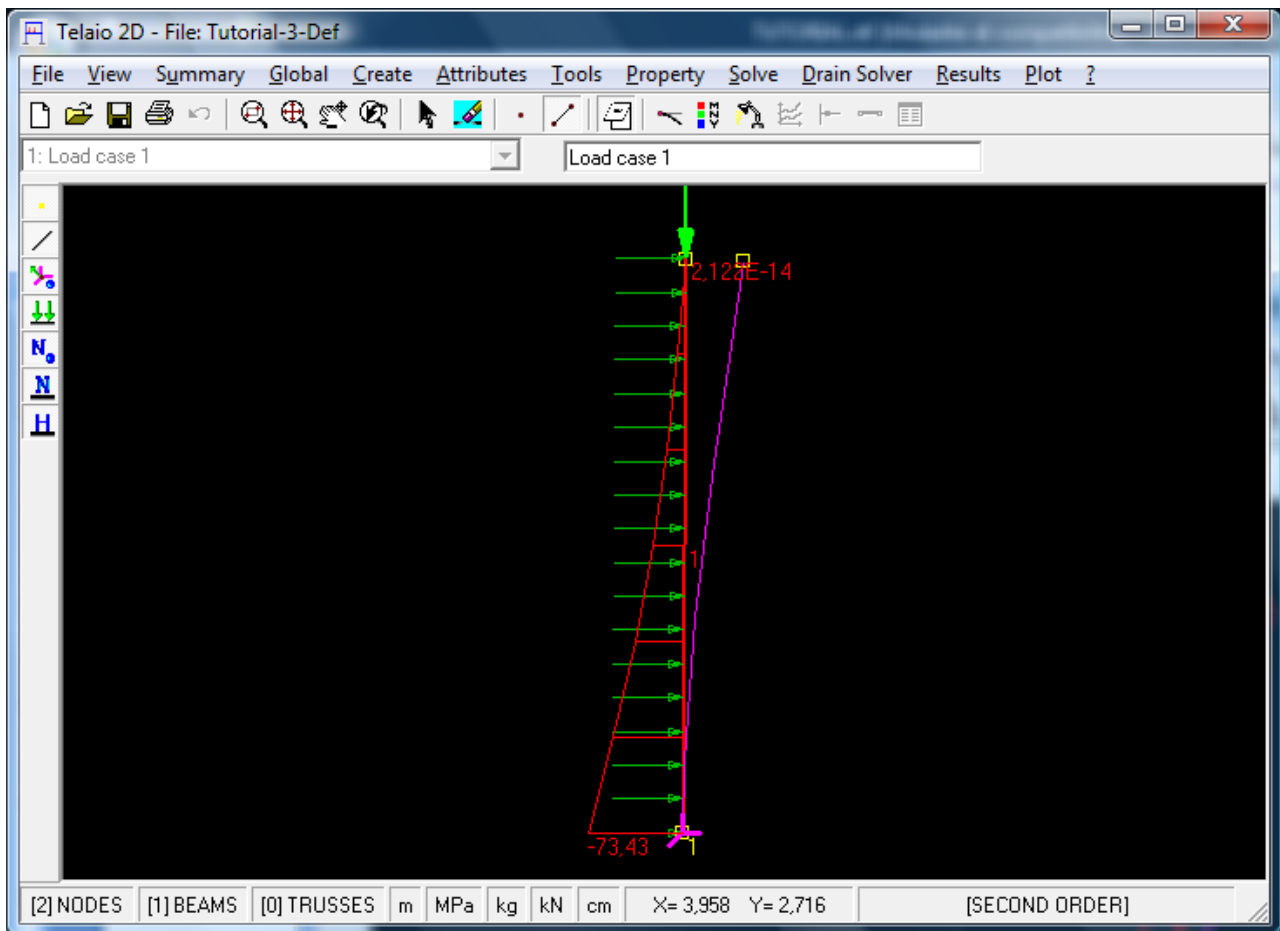 Telaio 2D - File: Tutorial-3-Def
File View Summary Global Create Attributes Tools Property Solve Drain Solver Results Plot ?
1: Load case 1
Load case 1
N
N
H
2,122E-14
1
-73,43
1
[2] NODES [1] BEAMS [0] TRUSSES m MPa kg kN cm X= 3,958 Y= 2,716 [SECOND ORDER]